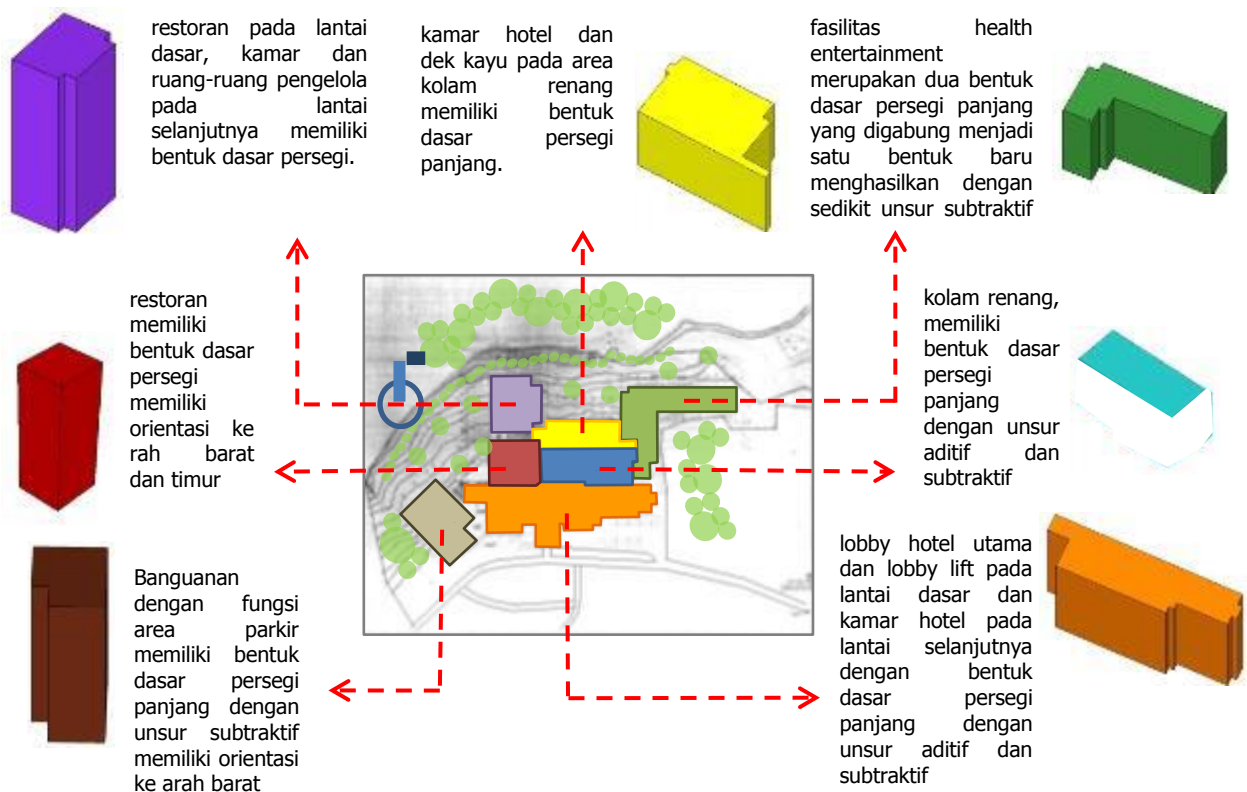 restoran pada lantai
dasar, kamar dan
ruang-ruang pengelola
pada lantai
selanjutnya memiliki
bentuk dasar persegi.
kamar hotel dan
dek kayu pada area
kolam renang
memiliki bentuk
dasar persegi
panjang.
fasilitas health
entertainment
merupakan dua bentuk
dasar persegi panjang
yang digabung menjadi
satu bentuk baru
menghasilkan dengan
sedikit unsur subtraktif
restoran
memiliki
bentuk dasar
persegi
memiliki
orientasi ke
rah barat
dan timur
kolam renang,
memiliki
bentuk dasar
persegi
panjang
dengan unsur
aditif dan
subtraktif
Banguanan
dengan fungsi
area parkir
memiliki bentuk
dasar persegi
panjang dengan
unsur subtraktif
memiliki orientasi
ke arah barat
lobby hotel utama
dan lobby lift pada
lantai dasar dan
kamar hotel pada
lantai selanjutnya
dengan bentuk
dasar persegi
panjang dengan
unsur aditif dan
subtraktif